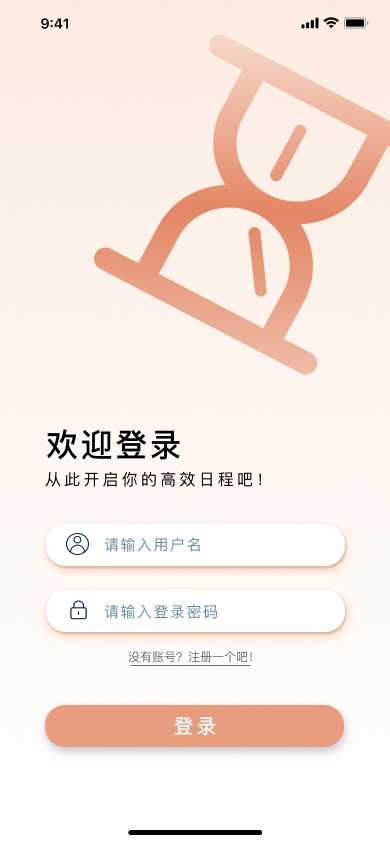 9:41
欢迎登录
从此开启你的高效日程吧！
请输入用户名
请输入登录密码
没有账号？注册一个吧！
登录